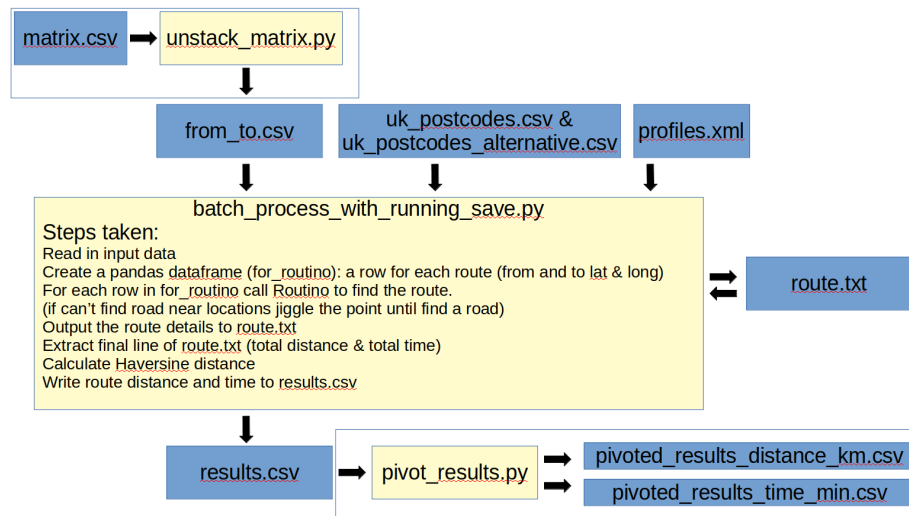 matrix.csv
unstack_matrix.py
from_to.csv
uk_postcodes.csv &
uk_postcodes_alternative.csv
profiles.xml
batch_process_with_running_save.py
Steps taken:
Read in input data
Create a pandas dataframe (for_routino): a row for each route (from and to lat & long)
For each row in for_routino call Routino to find the route.
(if can't find road near locations jiggle the point until find a road)
Output the route details to route.txt
Extract final line of route.txt (total distance & total time)
Calculate Haversine distance
Write route distance and time to results.csv
route.txt
results.csv
pivot_results.py
pivoted_results_distance_km.csv
pivoted_results_time_min.csv